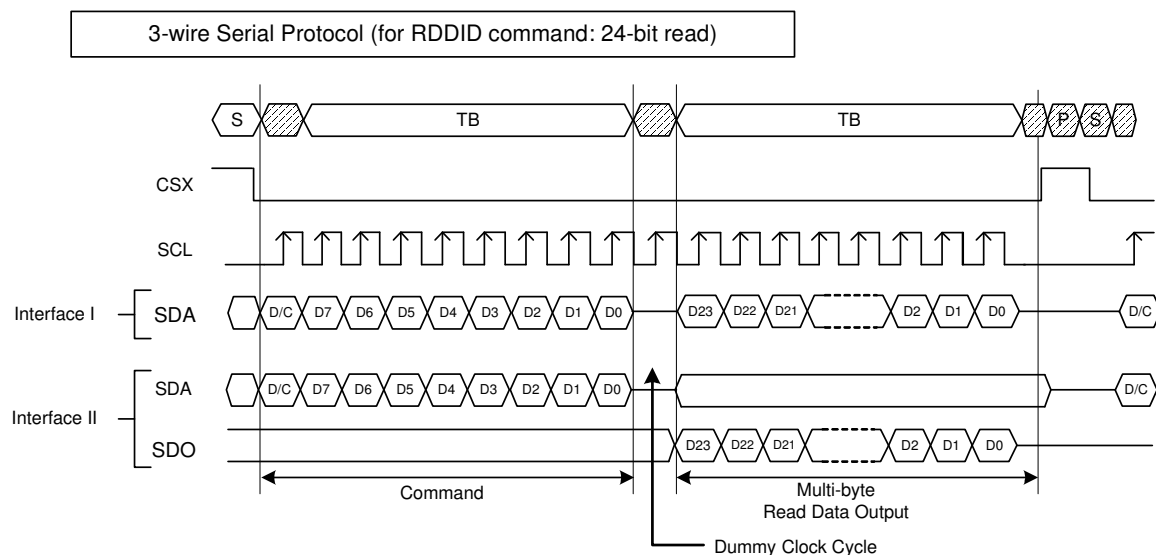 3-wire Serial Protocol (for RDDID command: 24-bit read)
S TB TB P S
CSX
SCL
Interface I SDA D/C D7 D6 D5 D4 D3 D2 D1 D0 D23 D22 D21 D2 D1 D0 D/C
SDA D/C D7 D6 D5 D4 D3 D2 D1 D0 D/C
Interface II
SDO D23 D22 D21 D2 D1 D0
Command
Multi-byte
Read Data Output
Dummy Clock Cycle